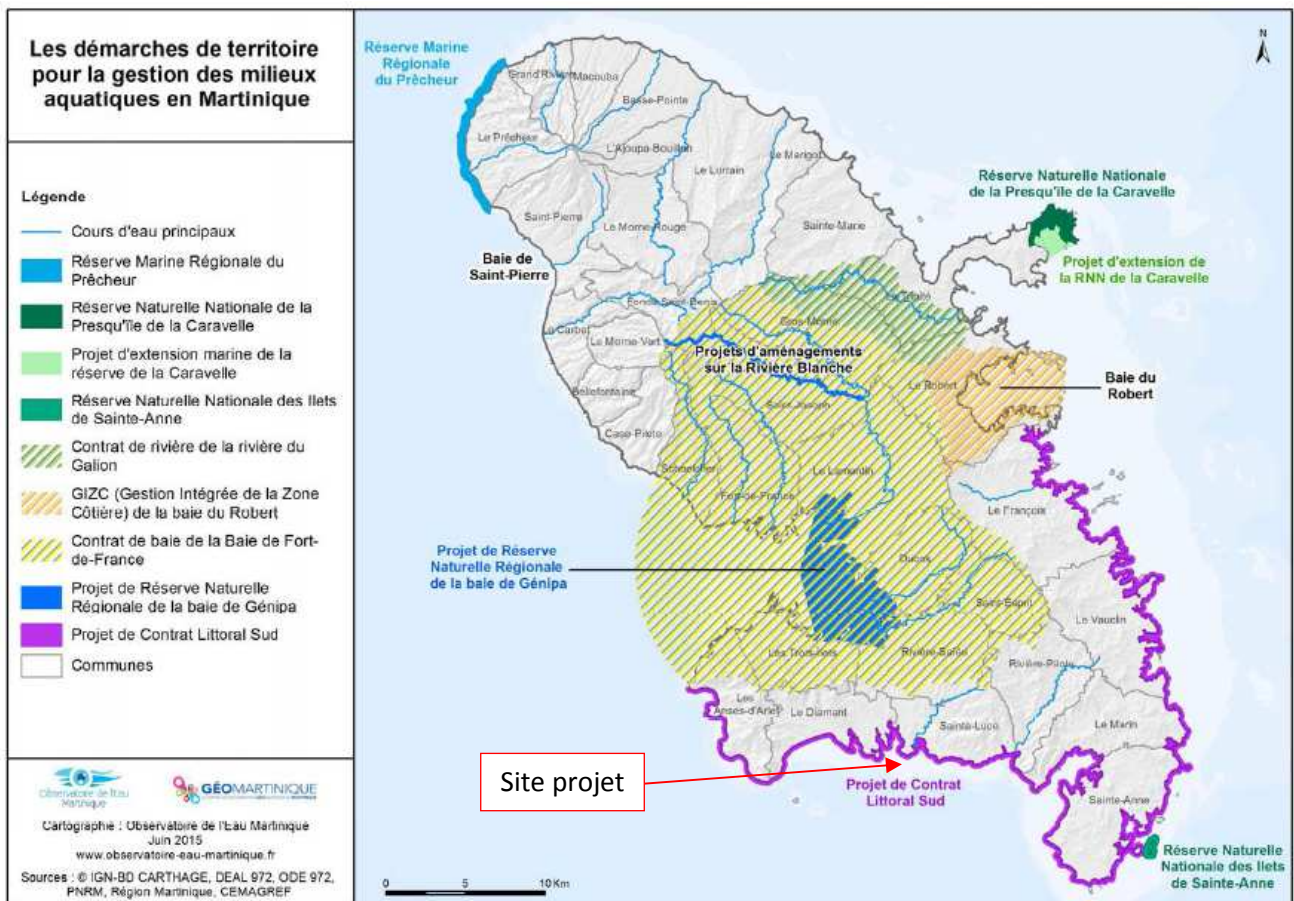 Les démarches de territoire
pour la gestion des milieux
aquatiques en Martinique
Légende
Cours d'eau principaux
Réserve Marine Régionale du
Prêcheur
Réserve Naturelle Nationale de la
Presqu'île de la Caravelle
Projet d'extension marine de la
réserve de la Caravelle
Réserve Naturelle Nationale des Ilets
de Sainte-Anne
Contrat de rivière de la rivière du
Galion
GIZC (Gestion Intégrée de la Zone
Côtière) de la baie du Robert
Contrat de baie de la Baie de Fort-
de-France
Projet de Réserve Naturelle
Régionale de la baie de Génipa
Projet de Contrat Littoral Sud
Communes
Observatoire de l'Eau
Martinique
GÉOMARTINIQUE
Cartographie : Observatoire de l'Eau Martinique
Juin 2015
www.observatoire-eau-martinique.fr
Sources : © IGN-BD CARTHAGE, DEAL 972, ODE 972,
PNRM, Région Martinique, CEMAGREF
N
Réserve Marine
Régionale
du Prêcheur
Grand'Rivière
Macouba
Basse-Pointe
Le Prêcheur
L'Ajoupa-Bouillon
Le Lorrain
Le Marigot
Saint-Pierre
Le Morne-Rouge
Sainte-Marie
Baie de
Saint-Pierre
Réserve Naturelle Nationale
de la Presqu'île de la Caravelle
Projet d'extension de
la RNN de la Caravelle
Fonds-Saint-Denis
La Trinité
Le Carbet
Gros-Morne
Le Morne-Vert
Projets d'aménagements
sur la Rivière Blanche
Le Robert
Baie du
Robert
Bellefontaine
Saint-Joseph
Case-Pilote
Schoelcher
Le Lamentin
Fort-de-France
Le François
Projet de Réserve
Naturelle Régionale
de la baie de Génipa
Ducos
Saint-Esprit
Le Vauclin
Les Trois-Ilets
Rivière-Salée
Rivière-Pilote
Les
Anses-d'Arlet
Le Diamant
Sainte-Luce
Le Marin
Site projet
Projet de Contrat
Littoral Sud
Sainte-Anne
Réserve Naturelle
Nationale des Ilets
de Sainte-Anne
0 5 10 Km